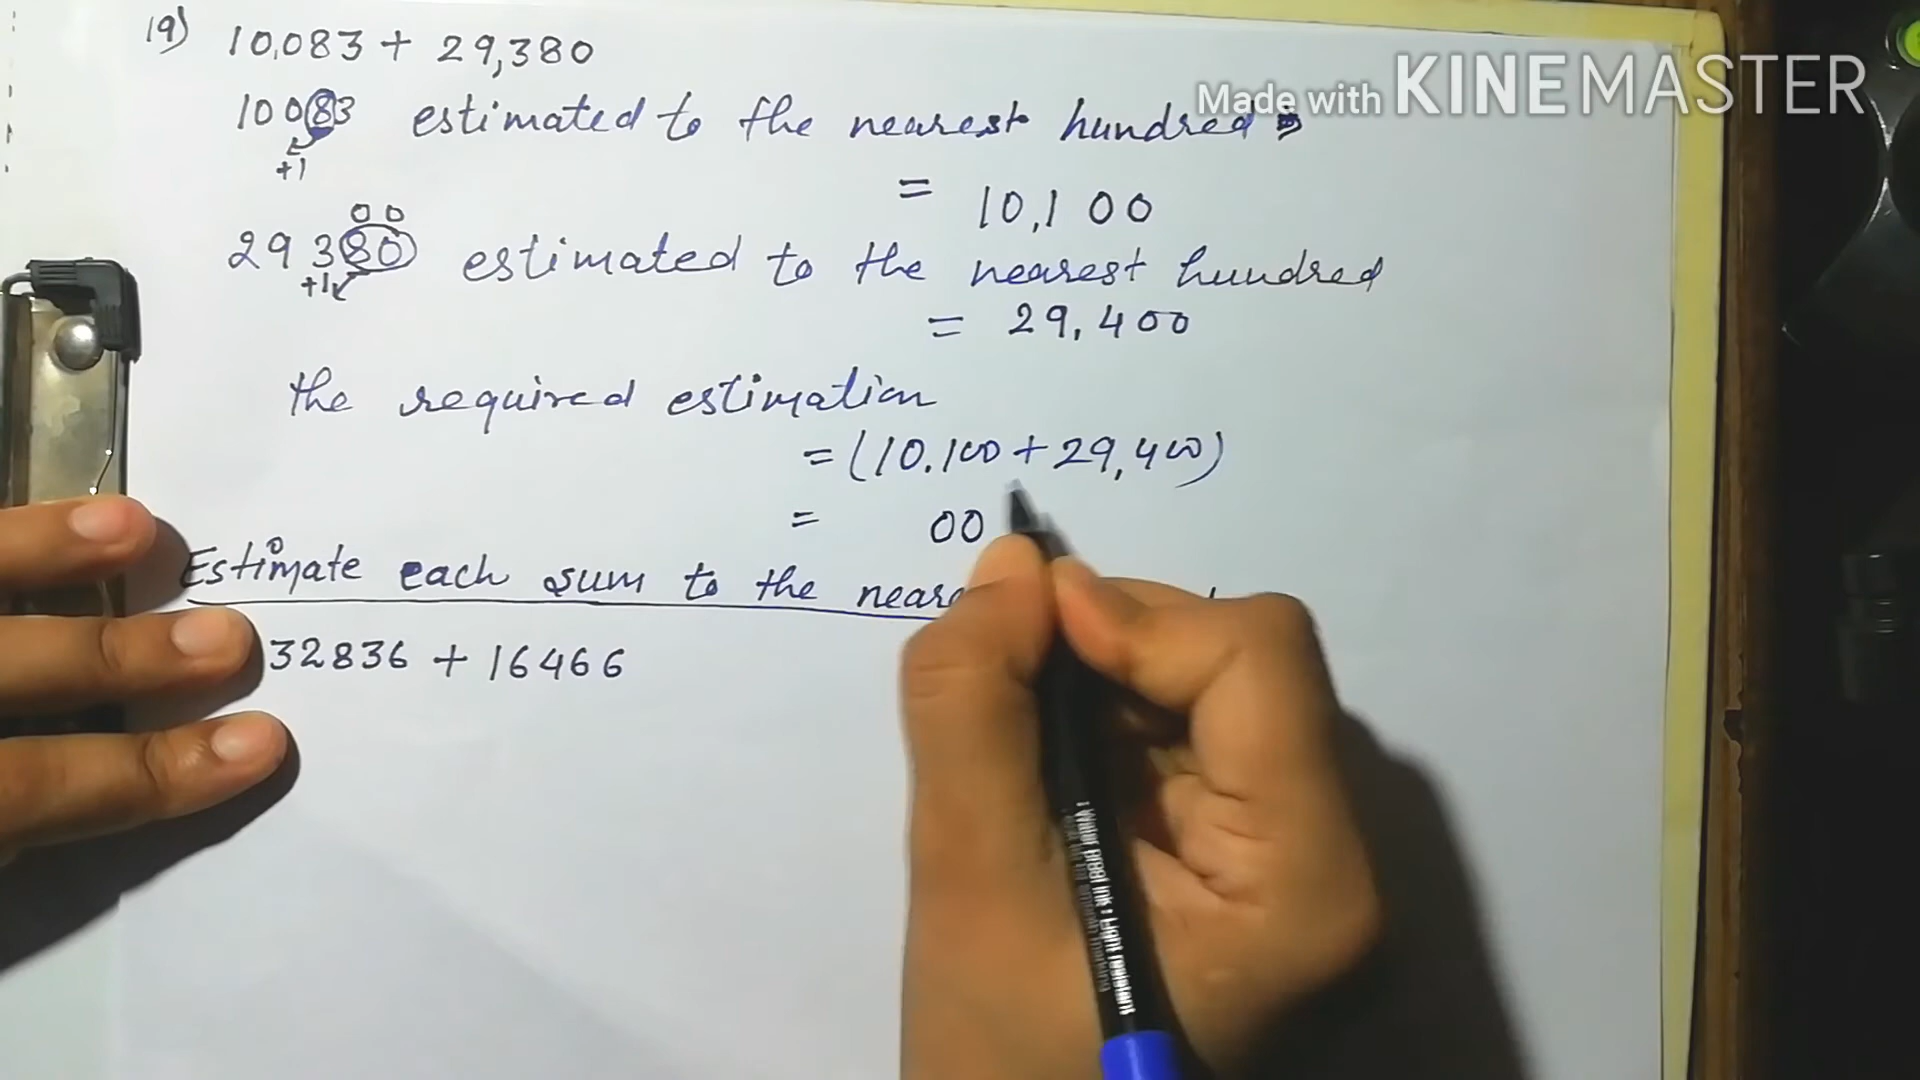 19) 10,083 + 29,380
Made with KINEMASTER
10083 estimated to the nearest hundred
+1
= 10,100
00
29380 estimated to the nearest hundred
+1
= 29,400
the required estimation
= (10.100 + 29,400)
= 00
Estimate each sum to the
32836 + 16466